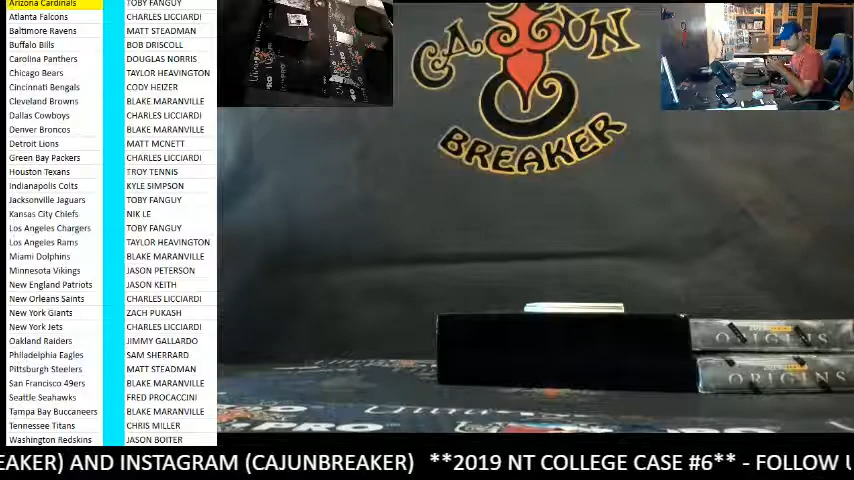 Arizona Cardinals TOBY FANGUY
Atlanta Falcons CHARLES LICCIARDI
Baltimore Ravens MATT STEADMAN
Buffalo Bills BOB DRISCOLL
Carolina Panthers DOUGLAS NORRIS
Chicago Bears TAYLOR HEAVINGTON
Cincinnati Bengals CODY HEIZER
Cleveland Browns BLAKE MARANVILLE
Dallas Cowboys CHARLES LICCIARDI
Denver Broncos BLAKE MARANVILLE
Detroit Lions MATT MCNETT
Green Bay Packers CHARLES LICCIARDI
Houston Texans TROY TENNIS
Indianapolis Colts KYLE SIMPSON
Jacksonville Jaguars TOBY FANGUY
Kansas City Chiefs NIK LE
Los Angeles Chargers TOBY FANGUY
Los Angeles Rams TAYLOR HEAVINGTON
Miami Dolphins BLAKE MARANVILLE
Minnesota Vikings JASON PETERSON
New England Patriots JASON KEITH
New Orleans Saints CHARLES LICCIARDI
New York Giants ZACH PUKASH
New York Jets CHARLES LICCIARDI
Oakland Raiders JIMMY GALLARDO
Philadelphia Eagles SAM SHERRARD
Pittsburgh Steelers MATT STEADMAN
San Francisco 49ers BLAKE MARANVILLE
Seattle Seahawks FRED PROCACCINI
Tampa Bay Buccaneers BLAKE MARANVILLE
Tennessee Titans CHRIS MILLER
Washington Redskins JASON BOITER
CAJUN
BREAKER
ORIGINS
ORIGINS
Ultra
PRO
PRO
EAKER) AND INSTAGRAM (CAJUNBREAKER) **2019 NT COLLEGE CASE #6** - FOLLOW U